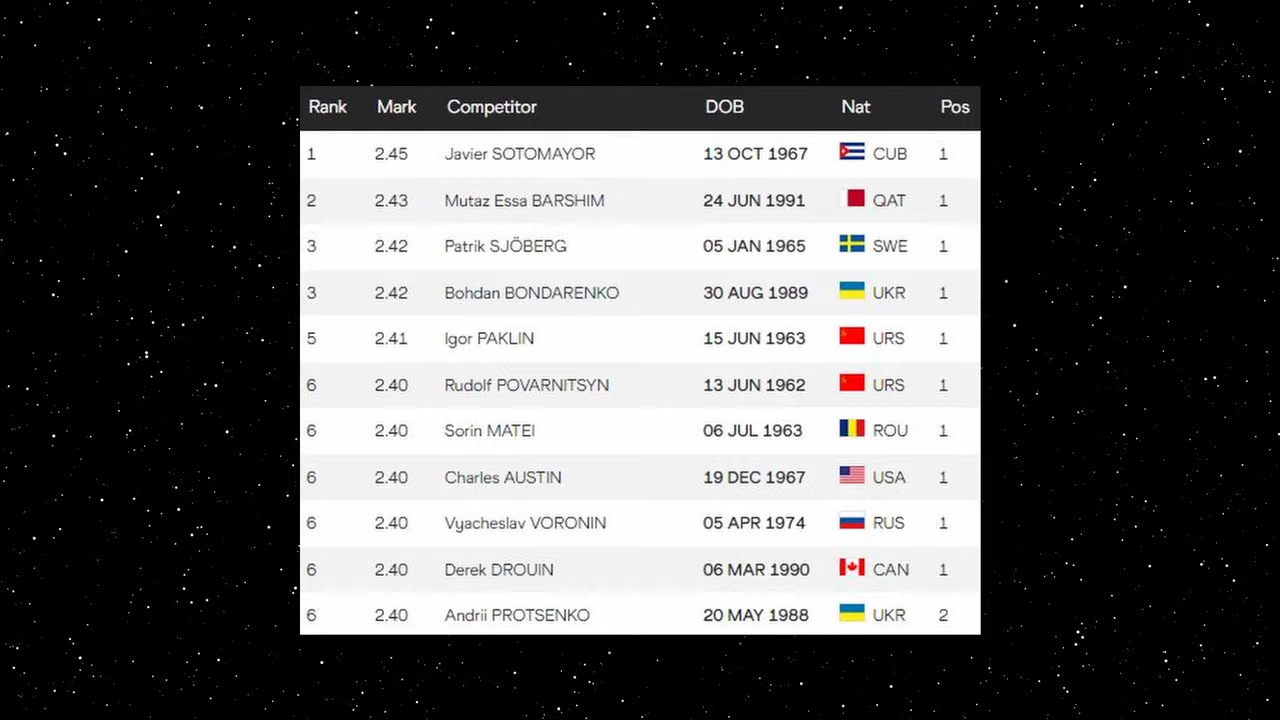 Rank Mark Competitor DOB Nat Pos
1 2.45 Javier SOTOMAYOR 13 OCT 1967 CUB 1
2 2.43 Mutaz Essa BARSHIM 24 JUN 1991 QAT 1
3 2.42 Patrik SJÖBERG 05 JAN 1965 SWE 1
3 2.42 Bohdan BONDARENKO 30 AUG 1989 UKR 1
5 2.41 Igor PAKLIN 15 JUN 1963 URS 1
6 2.40 Rudolf POVARNITSYN 13 JUN 1962 URS 1
6 2.40 Sorin MATEI 06 JUL 1963 ROU 1
6 2.40 Charles AUSTIN 19 DEC 1967 USA 1
6 2.40 Vyacheslav VORONIN 05 APR 1974 RUS 1
6 2.40 Derek DROUIN 06 MAR 1990 CAN 1
6 2.40 Andrii PROTSENKO 20 MAY 1988 UKR 2